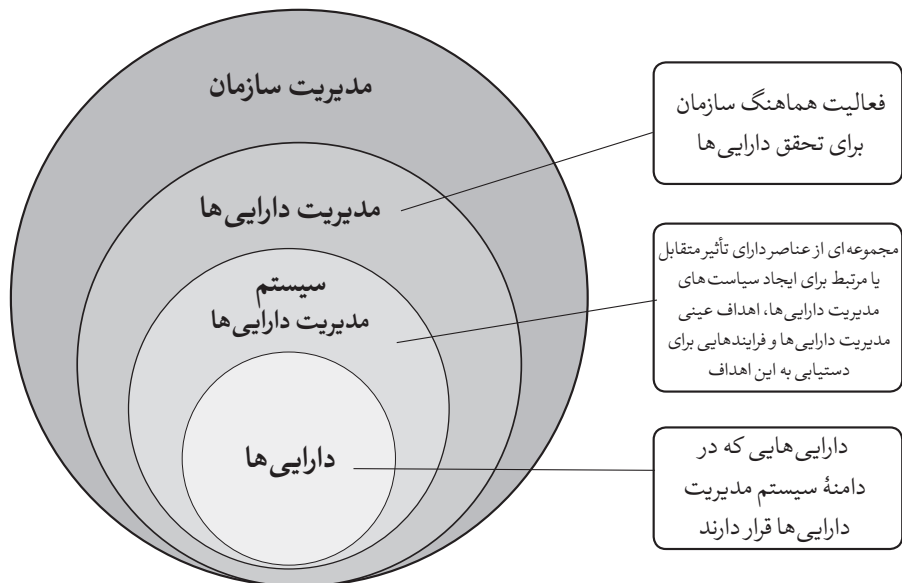 مدیریت سازمان
مدیریت دارایی‌ها
سیستم
مدیریت دارایی‌ها
دارایی‌ها
فعالیت هماهنگ سازمان
برای تحقق دارایی‌ها
مجموعه‌ای از عناصر دارای تأثیر متقابل
یا مرتبط برای ایجاد سیاست‌های
مدیریت دارایی‌ها، اهداف عینی
مدیریت دارایی‌ها و فرایندهایی برای
دستیابی به این اهداف
دارایی‌هایی که در
دامنهٔ سیستم مدیریت
دارایی‌ها قرار دارند